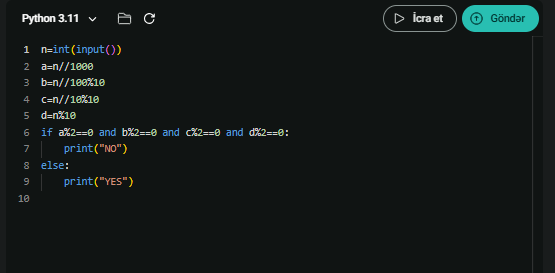 Python 3.11 İcra et Göndər
1 n=int(input())
2 a=n//1000
3 b=n//100%10
4 c=n//10%10
5 d=n%10
6 if a%2==0 and b%2==0 and c%2==0 and d%2==0:
7     print("NO")
8 else:
9     print("YES")
10